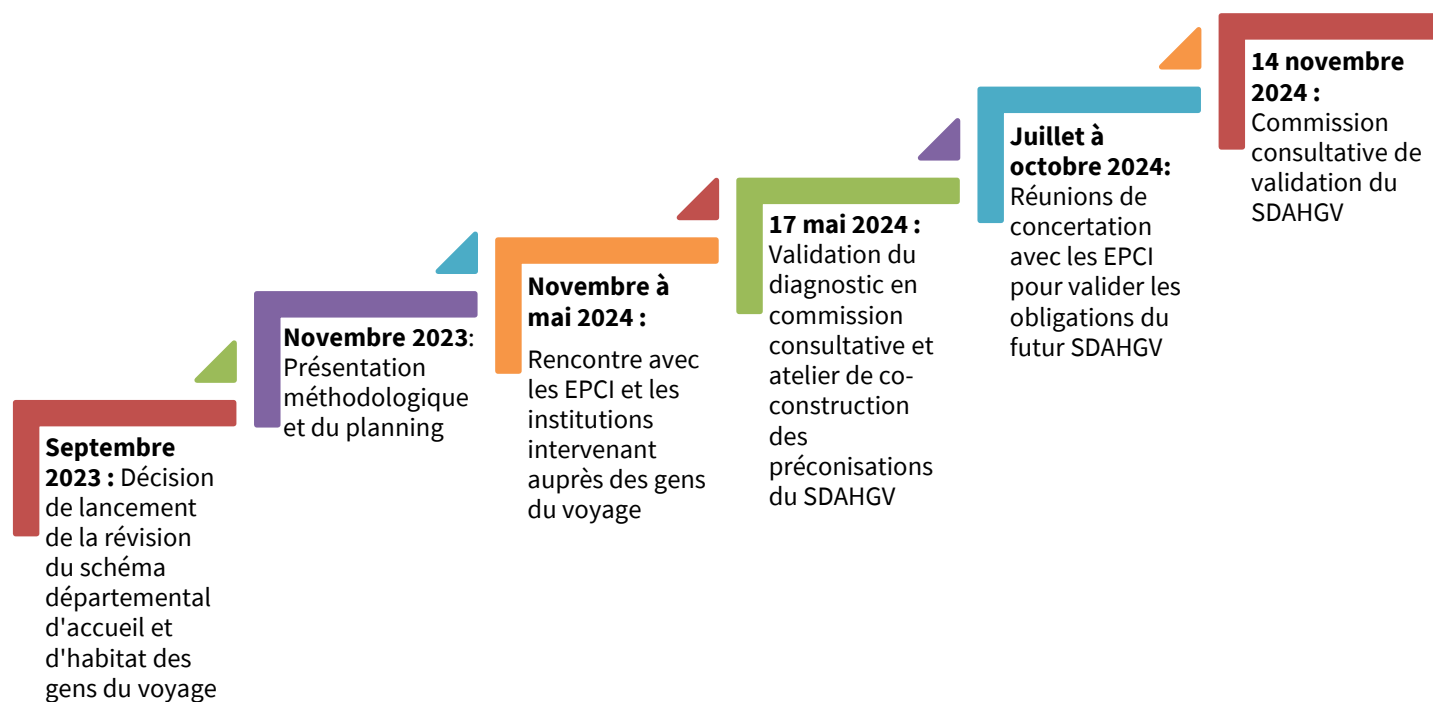 Septembre
2023 : Décision
de lancement
de la révision
du schéma
départemental
d'accueil et
d'habitat des
gens du voyage
Novembre 2023:
Présentation
méthodologique
et du planning
Novembre à
mai 2024 :
Rencontre avec
les EPCI et les
institutions
intervenant
auprès des gens
du voyage
17 mai 2024 :
Validation du
diagnostic en
commission
consultative et
atelier de co-
construction
des
préconisations
du SDAHGV
Juillet à
octobre 2024:
Réunions de
concertation
avec les EPCI
pour valider les
obligations du
futur SDAHGV
14 novembre
2024 :
Commission
consultative de
validation du
SDAHGV